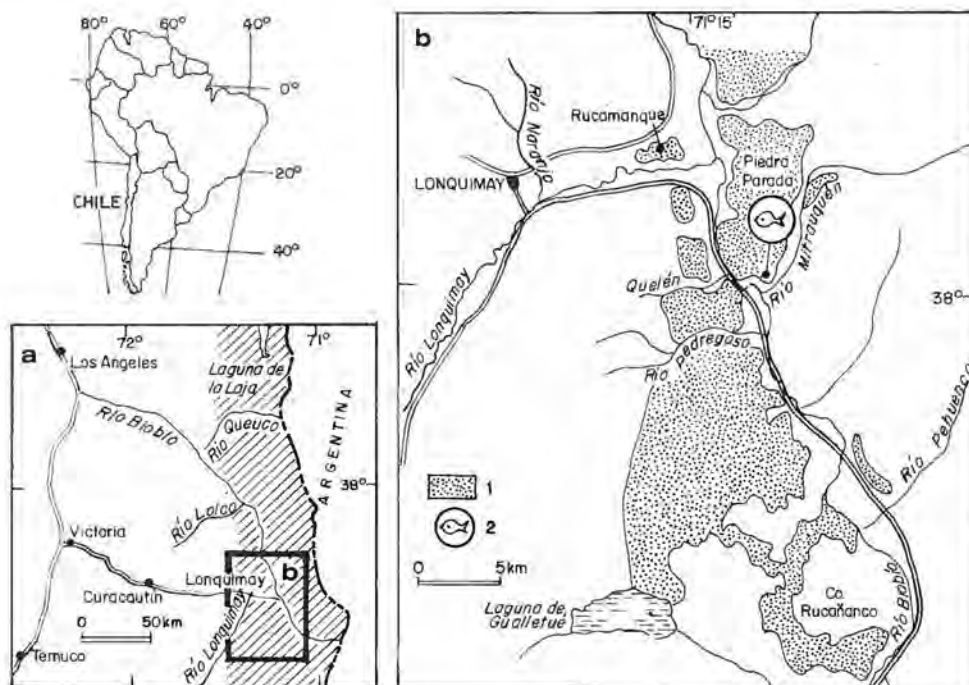 80°
60°
40°
0°
20°
40°
CHILE
a
72°
71°
Los Angeles
Laguna de
la Laja
Río Queuco
Río Biobío
ARGENTINA
38°
Río Lolco
Victoria
Curacautín
Lonquimay
b
Río Lonquimay
0 50 km
Temuco
b
71°15'
Río Naranjo
Rucamanque
LONQUIMAY
Piedra
Parada
Río Mitrauquén
Quelén
38°
Río Lonquimay
Río Pedregoso
Río Pehuenco
1
2
0 5km
Laguna de
Gualletué
Co.
Rucañanco
Río Biobío